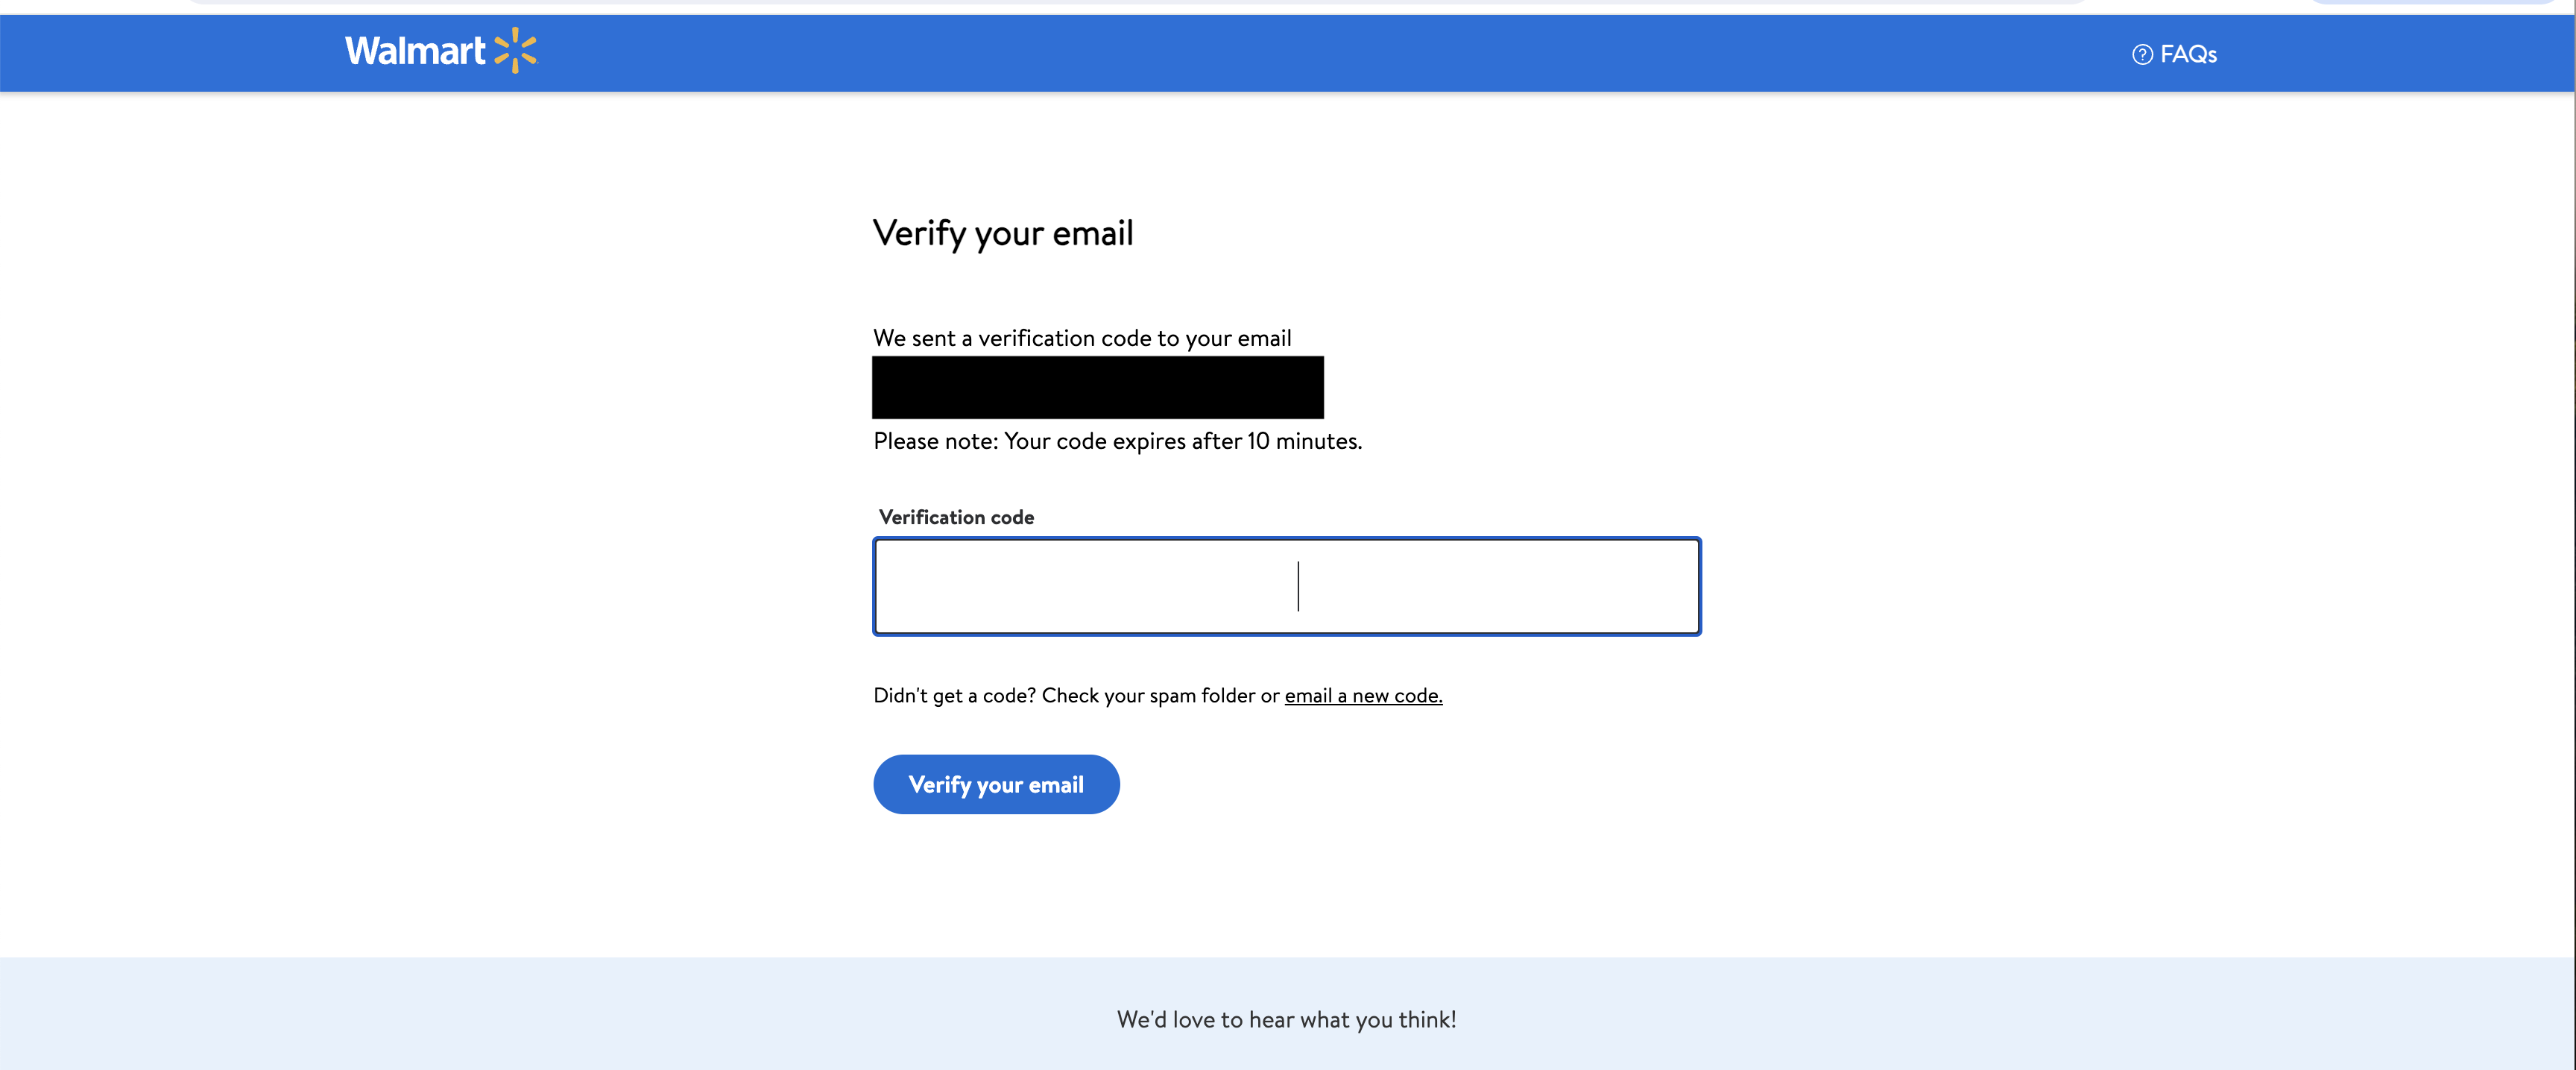 Walmart
FAQs
Verify your email
We sent a verification code to your email
Please note: Your code expires after 10 minutes.
Verification code
Didn't get a code? Check your spam folder or email a new code.
Verify your email
We'd love to hear what you think!